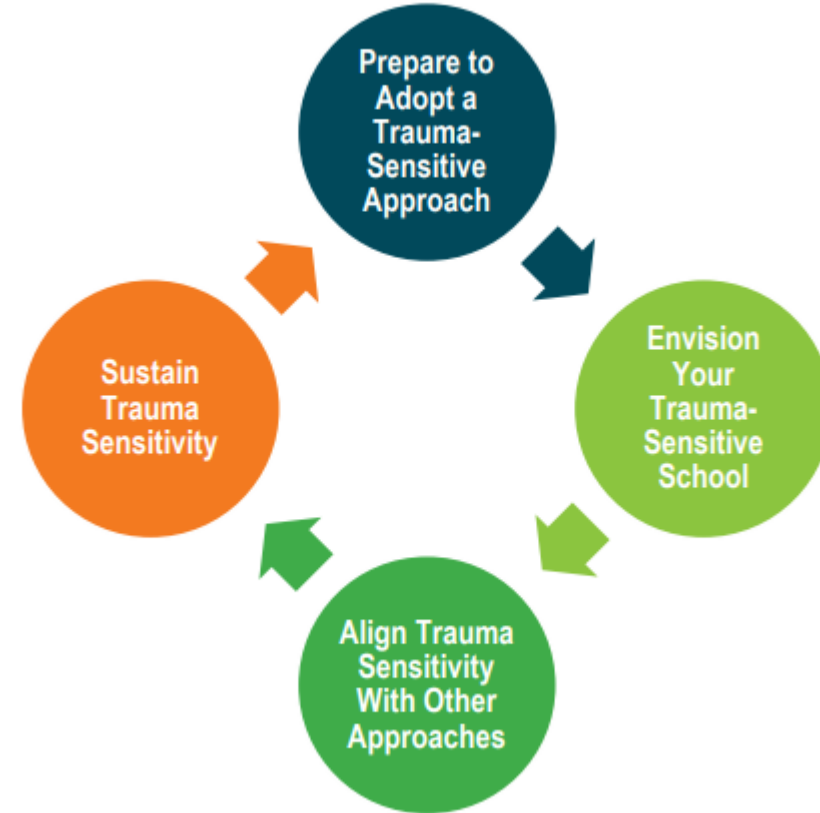 Prepare to
Adopt a
Trauma-
Sensitive
Approach
Envision
Your
Trauma-
Sensitive
School
Align Trauma
Sensitivity
With Other
Approaches
Sustain
Trauma
Sensitivity